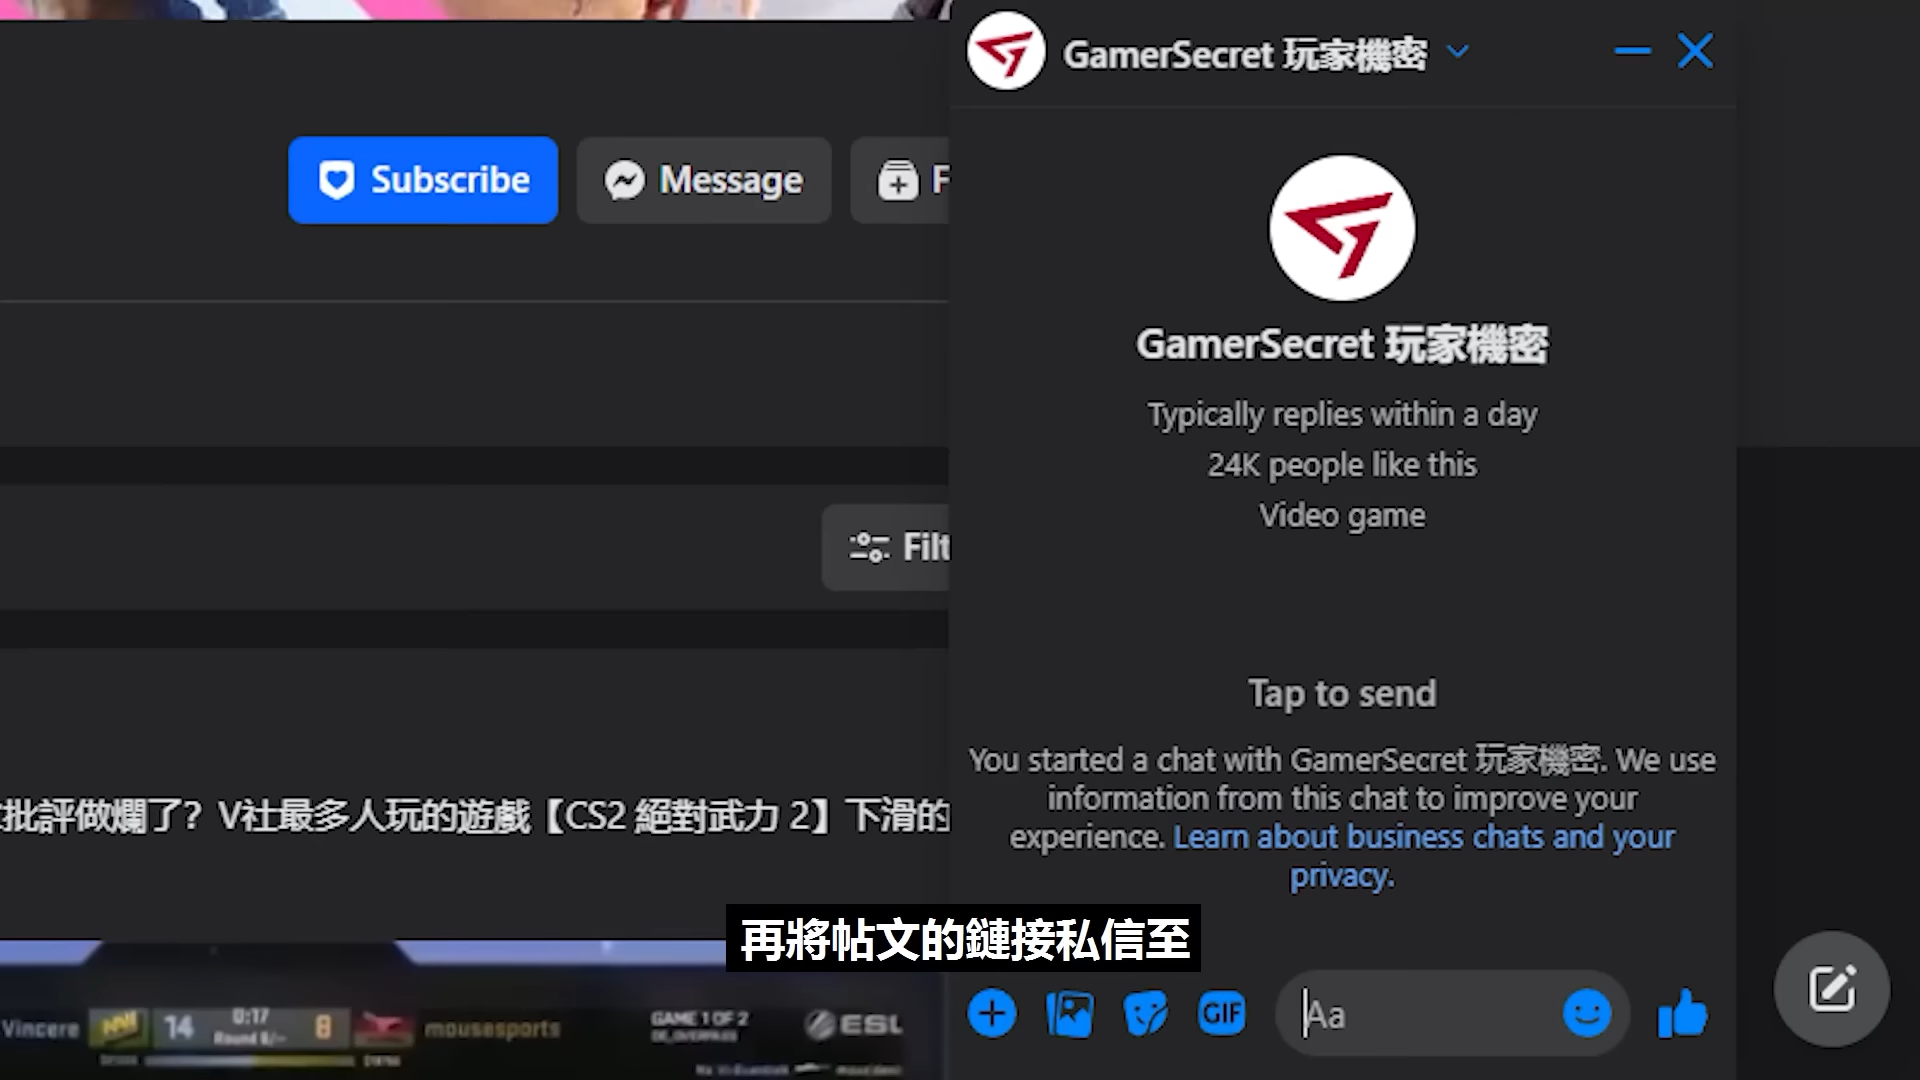 GamerSecret 玩家機密
Subscribe
Message
F
GamerSecret 玩家機密
Typically replies within a day
24K people like this
Video game
Filt
Tap to send
You started a chat with GamerSecret 玩家機密. We use
information from this chat to improve your
experience. Learn about business chats and your
privacy.
批評做爛了? V社最多人玩的遊戲【CS2 絕對武力 2】下滑的
再將帖文的鏈接私信至
Vincere
14
0:17
8
mousesports
GAME 1 OF 2
DE_OVERPASS
ESL
GIF
Aa